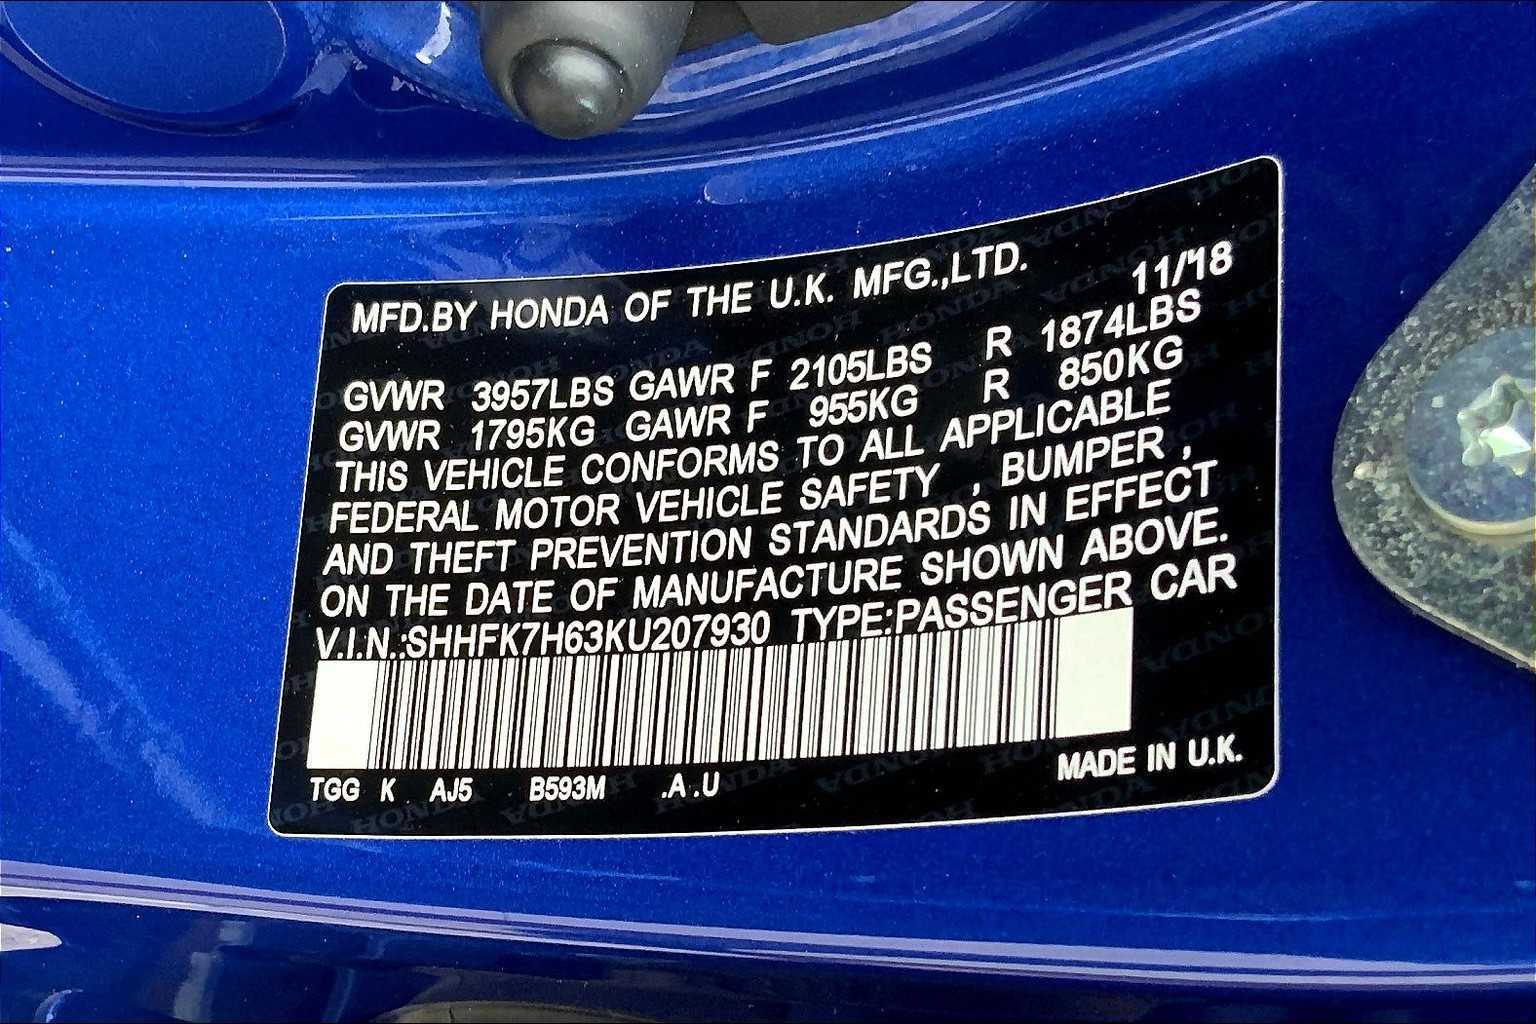 MFD.BY HONDA OF THE U.K. MFG.,LTD. 11/18
GVWR 3957LBS GAWR F 2105LBS R 1874LBS
GVWR 1795KG GAWR F 955KG R 850KG
THIS VEHICLE CONFORMS TO ALL APPLICABLE
FEDERAL MOTOR VEHICLE SAFETY , BUMPER ,
AND THEFT PREVENTION STANDARDS IN EFFECT
ON THE DATE OF MANUFACTURE SHOWN ABOVE.
V.I.N.:SHHFK7H63KU207930 TYPE:PASSENGER CAR
TGG K AJ5 B593M .A .U MADE IN U.K.